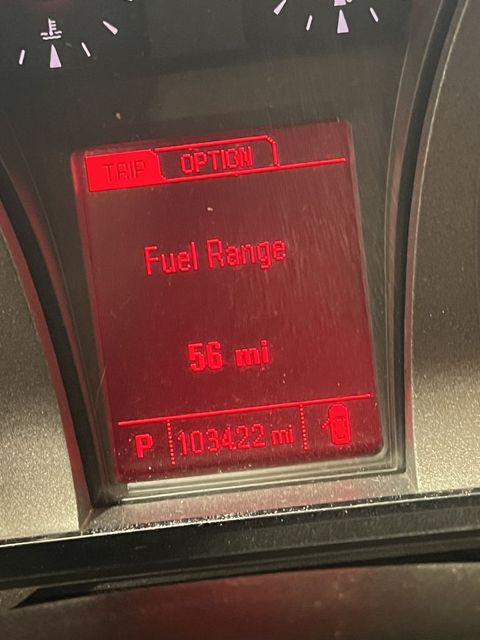 TRIP OPTION
Fuel Range
56 mi
P 103422 mi